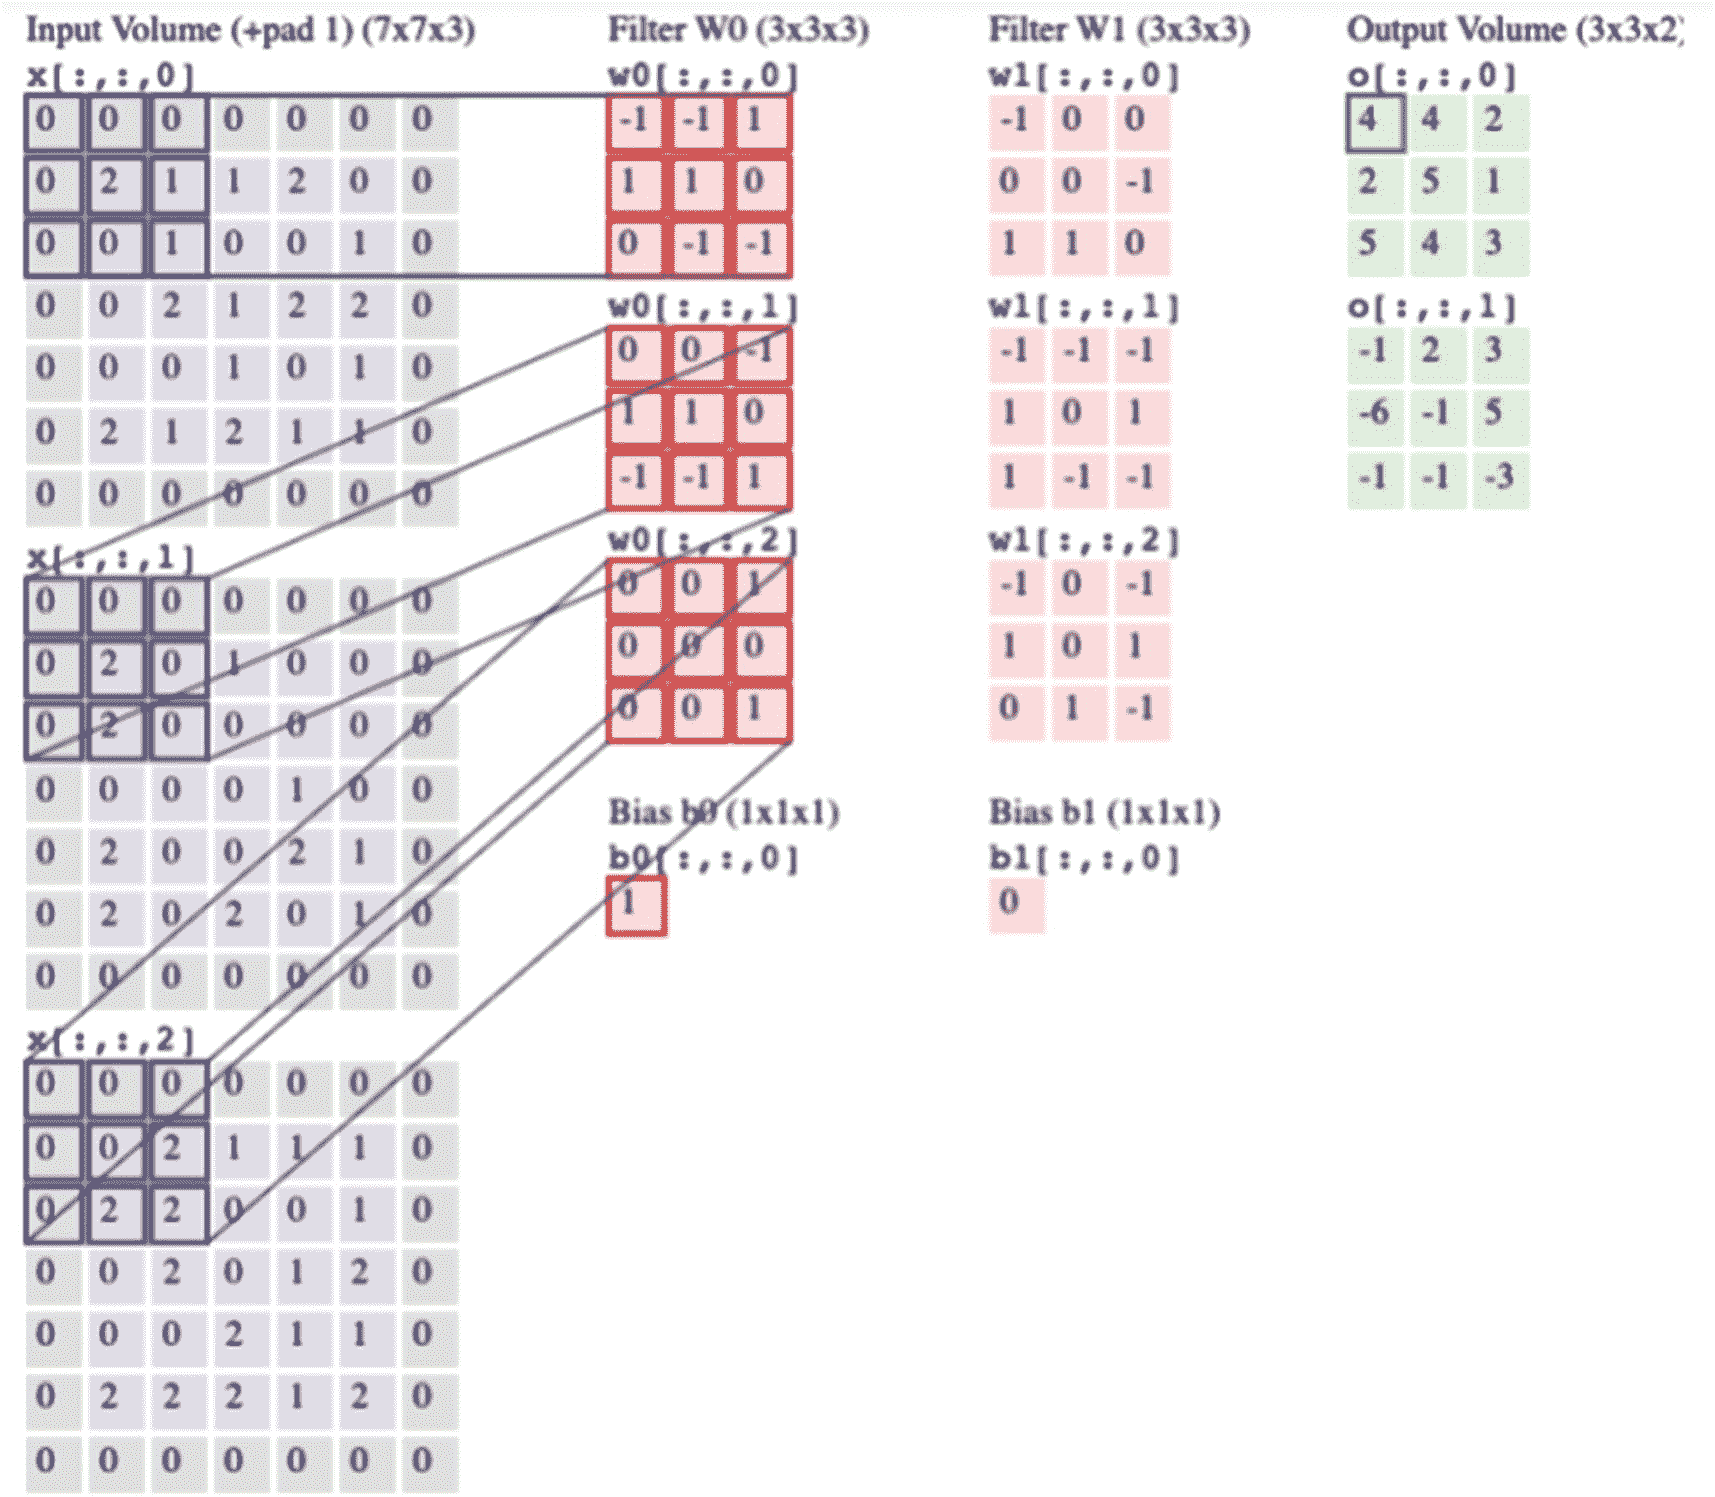 Input Volume (+pad 1) (7x7x3)
x[:,:,0]
0 0 0 0 0 0 0
0 2 1 1 2 0 0
0 0 1 0 0 1 0
0 0 2 1 2 2 0
0 0 0 1 0 1 0
0 2 1 2 1 1 0
0 0 0 0 0 0 0
x[:,:,1]
0 0 0 0 0 0 0
0 2 0 1 0 0 0
0 2 0 0 0 0 0
0 0 0 0 1 0 0
0 2 0 0 2 1 0
0 2 0 2 0 1 0
0 0 0 0 0 0 0
x[:,:,2]
0 0 0 0 0 0 0
0 0 2 1 1 1 0
0 2 2 0 0 1 0
0 0 2 0 1 2 0
0 0 0 2 1 1 0
0 2 2 2 1 2 0
0 0 0 0 0 0 0
Filter W0 (3x3x3)
w0[:,:,0]
-1 -1 1
1 1 0
0 -1 -1
w0[:,:,1]
0 0 -1
1 1 0
-1 -1 1
w0[:,:,2]
0 0 1
0 0 0
0 0 1
Bias b0 (1x1x1)
b0[:,:,0]
1
Filter W1 (3x3x3)
w1[:,:,0]
-1 0 0
0 0 -1
1 1 0
w1[:,:,1]
-1 -1 -1
1 0 1
1 -1 -1
w1[:,:,2]
-1 0 -1
1 0 1
0 1 -1
Bias b1 (1x1x1)
b1[:,:,0]
0
Output Volume (3x3x2)
o[:,:,0]
4 4 2
2 5 1
5 4 3
o[:,:,1]
-1 2 3
-6 -1 5
-1 -1 -3